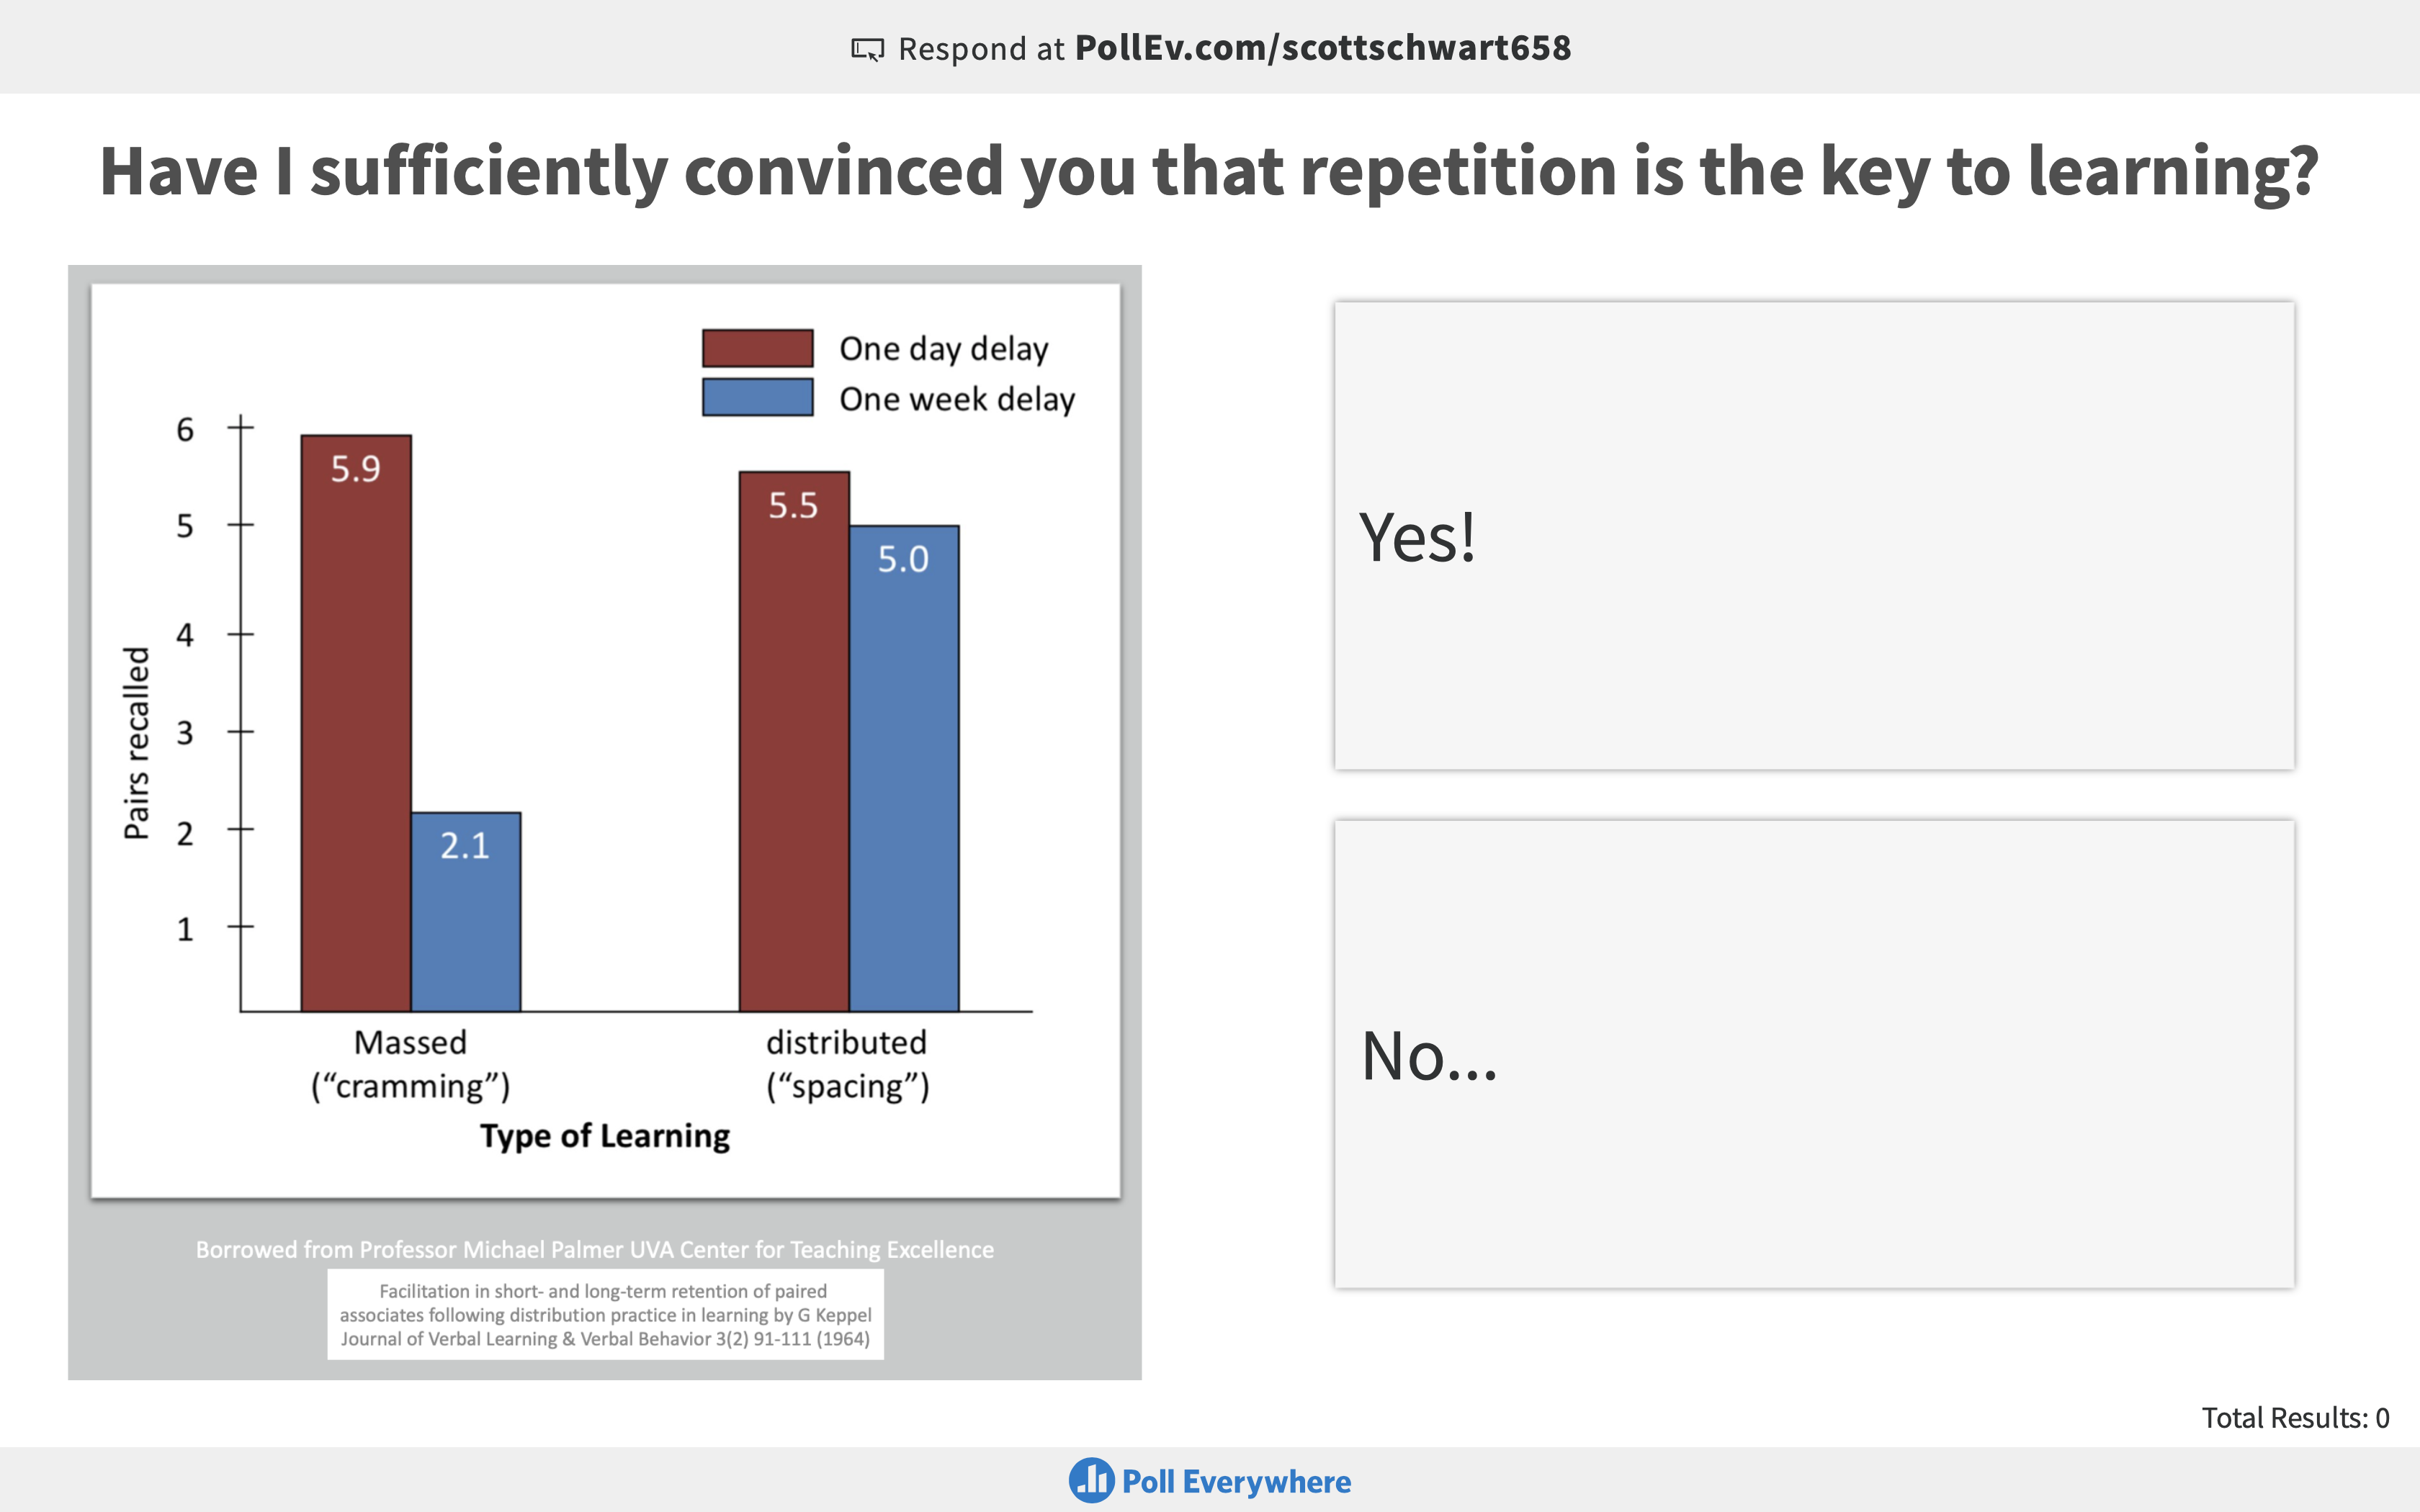 Respond at PollEv.com/scottschwart658
Have I sufficiently convinced you that repetition is the key to learning?
One day delay
One week delay
6
5
4
3
2
1
Pairs recalled
5.9
2.1
5.5
5.0
Massed
("cramming")
distributed
("spacing")
Type of Learning
Borrowed from Professor Michael Palmer UVA Center for Teaching Excellence
Facilitation in short- and long-term retention of paired
associates following distribution practice in learning by G Keppel
Journal of Verbal Learning & Verbal Behavior 3(2) 91-111 (1964)
Yes!
No...
Total Results: 0
Poll Everywhere